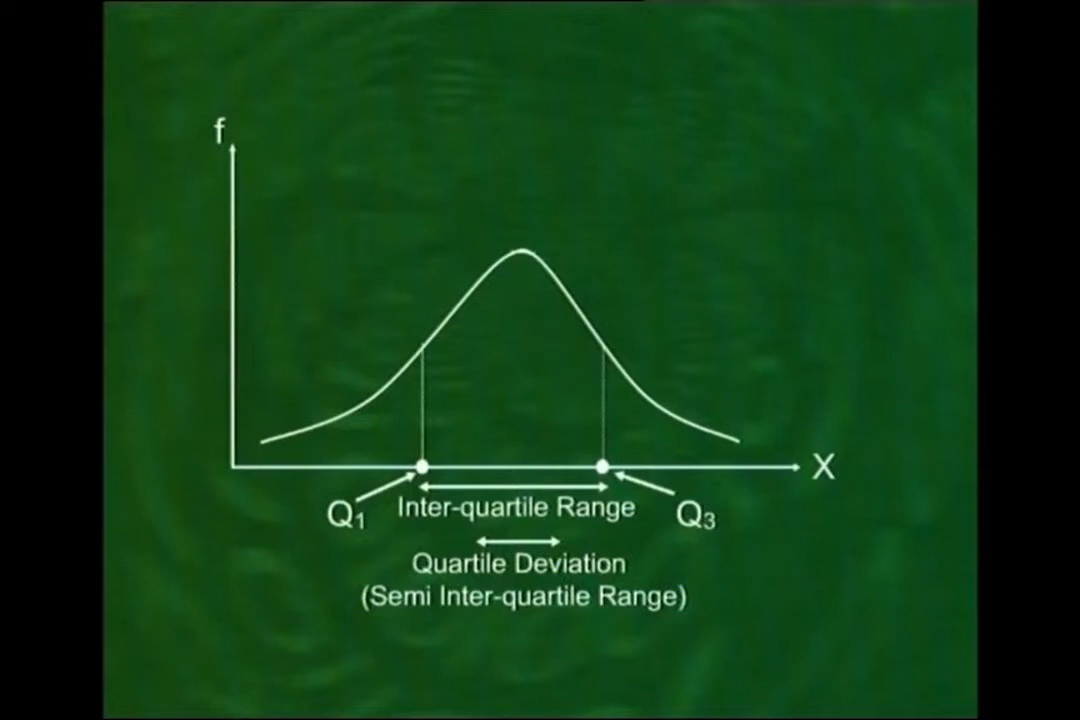 f
X
Q1
Inter-quartile Range
Q3
Quartile Deviation
(Semi Inter-quartile Range)